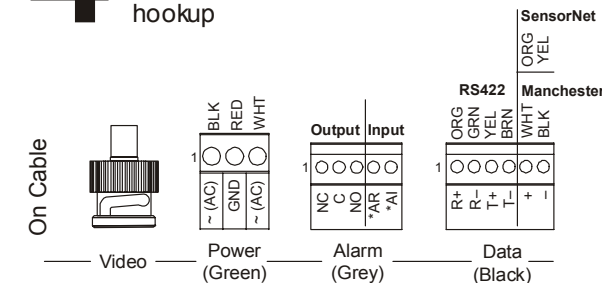 hookup
SensorNet
ORG
YEL
RS422
Manchester
BLK
RED
WHT
Output
Input
ORG
GRN
YEL
BRN
WHT
BLK
On Cable
1
1
1
~ (AC)
GND
~ (AC)
NC
C
NO
*AR
*AI
R+
R–
T+
T–
+
–
Video
Power
(Green)
Alarm
(Grey)
Data
(Black)